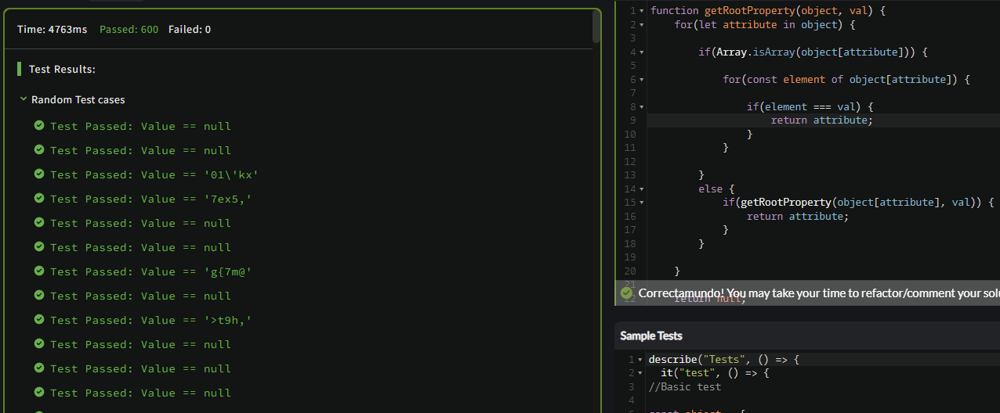 Time: 4763ms Passed: 600 Failed: 0
Test Results:
Random Test cases
Test Passed: Value == null
Test Passed: Value == null
Test Passed: Value == '01\'kx'
Test Passed: Value == '7ex5,'
Test Passed: Value == null
Test Passed: Value == null
Test Passed: Value == 'g{7m@'
Test Passed: Value == null
Test Passed: Value == '>t9h,'
Test Passed: Value == null
Test Passed: Value == null
Test Passed: Value == null
1 function getRootProperty(object, val) {
2 for(let attribute in object) {
3
4 if(Array.isArray(object[attribute])) {
5
6 for(const element of object[attribute]) {
7
8 if(element === val) {
9 return attribute;
10 }
11 }
12
13 }
14 else {
15 if(getRootProperty(object[attribute], val)) {
16 return attribute;
17 }
18 }
19
20 }
21
Correctamundo! You may take your time to refactor/comment your solu
22 return null;
Sample Tests
1 describe("Tests", () => {
2 it("test", () => {
3 //Basic test
4